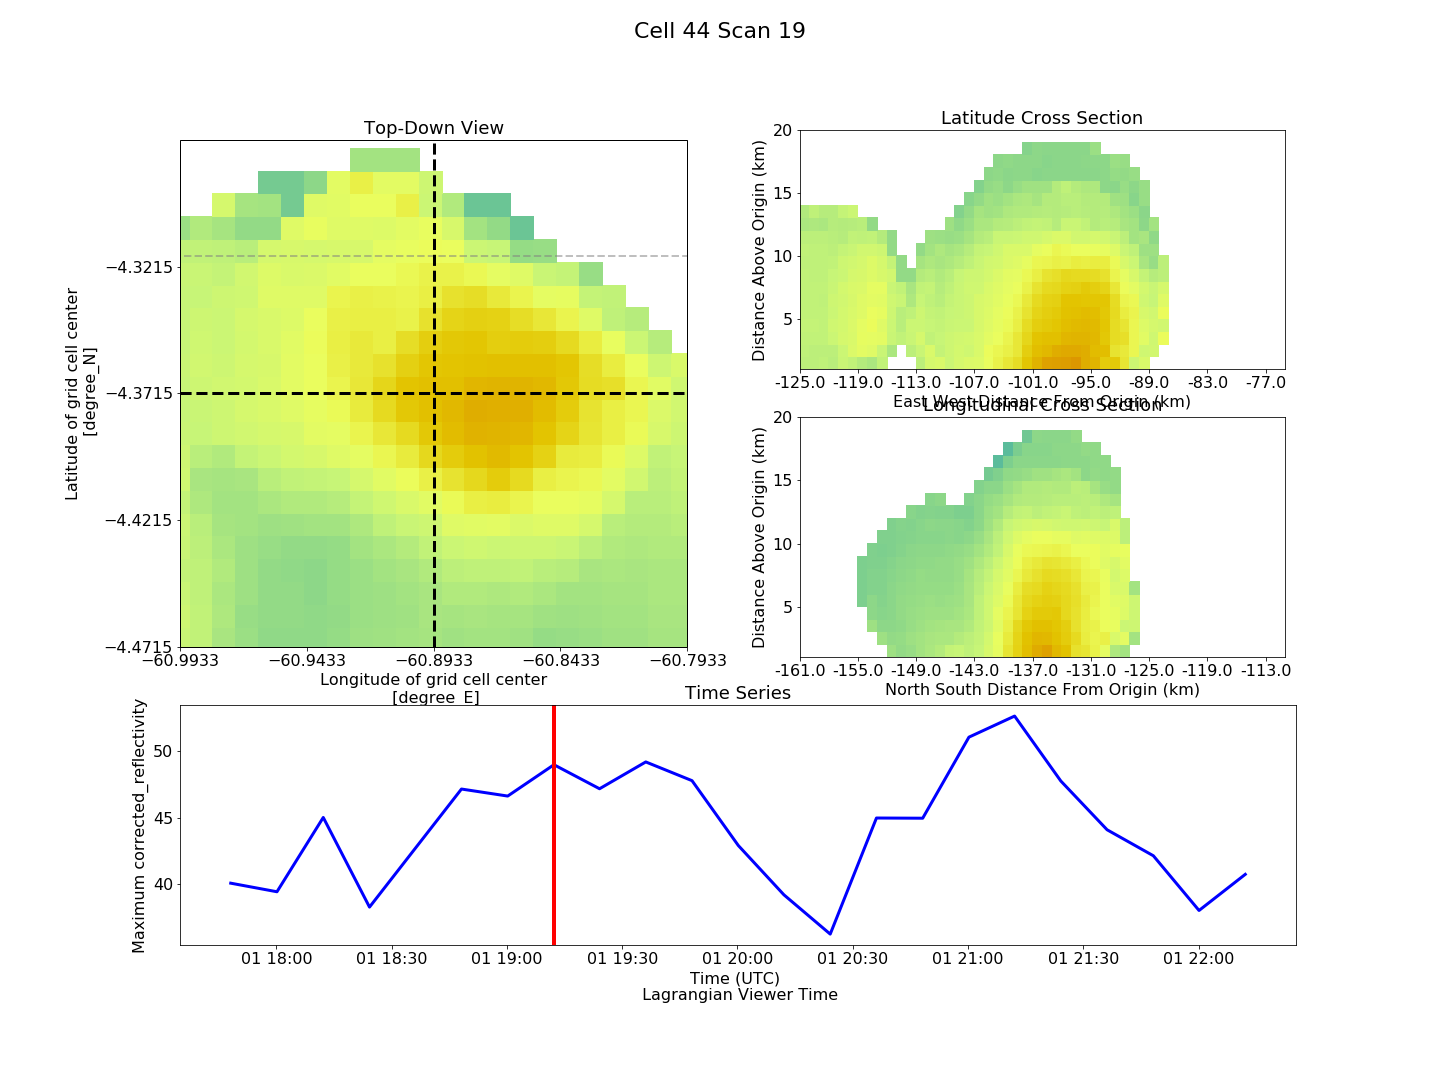 Cell 44 Scan 19
Top-Down View
Latitude of grid cell center
[degree_N]
−4.3215
−4.3715
−4.4215
−4.4715
−60.9933 −60.9433 −60.8933 −60.8433 −60.7933
Longitude of grid cell center
[degree_E]
Latitude Cross Section
Distance Above Origin (km)
20
15
10
5
-125.0 -119.0 -113.0 -107.0 -101.0 -95.0 -89.0 -83.0 -77.0
East West Distance From Origin (km)
Longitudinal Cross Section
Distance Above Origin (km)
20
15
10
5
-161.0 -155.0 -149.0 -143.0 -137.0 -131.0 -125.0 -119.0 -113.0
North South Distance From Origin (km)
Time Series
Maximum corrected_reflectivity
50
45
40
01 18:00 01 18:30 01 19:00 01 19:30 01 20:00 01 20:30 01 21:00 01 21:30 01 22:00
Time (UTC)
Lagrangian Viewer Time